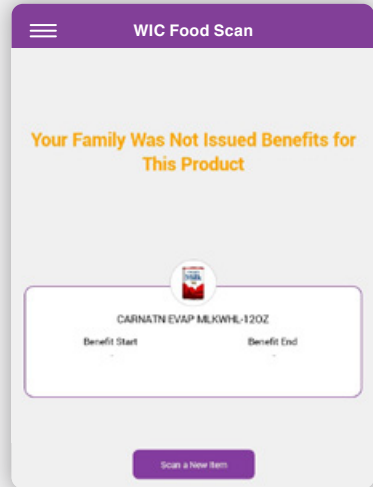 WIC Food Scan
Your Family Was Not Issued Benefits for
This Product
CARNATN EVAP MLKWHL-12OZ
Benefit Start Benefit End
- -
Scan a New Item